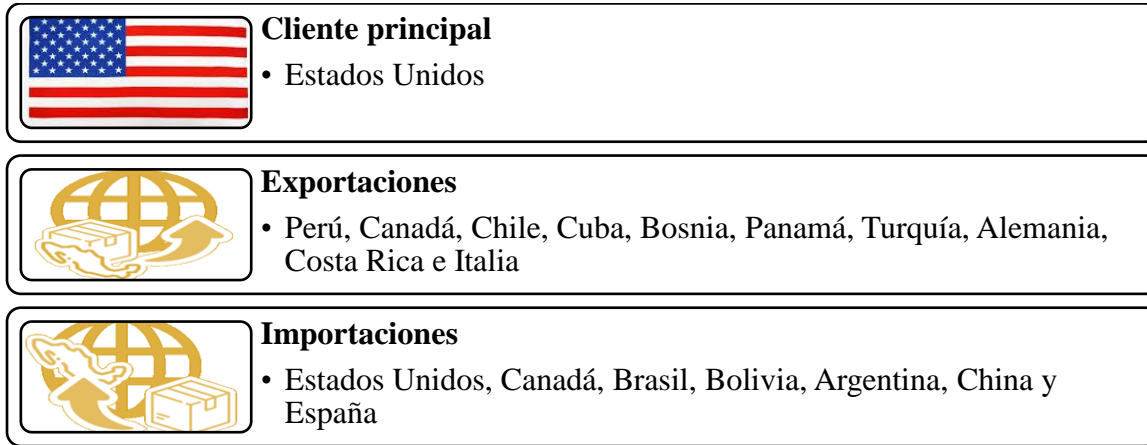 Cliente principal
• Estados Unidos
Exportaciones
• Perú, Canadá, Chile, Cuba, Bosnia, Panamá, Turquía, Alemania,
Costa Rica e Italia
Importaciones
• Estados Unidos, Canadá, Brasil, Bolivia, Argentina, China y
España